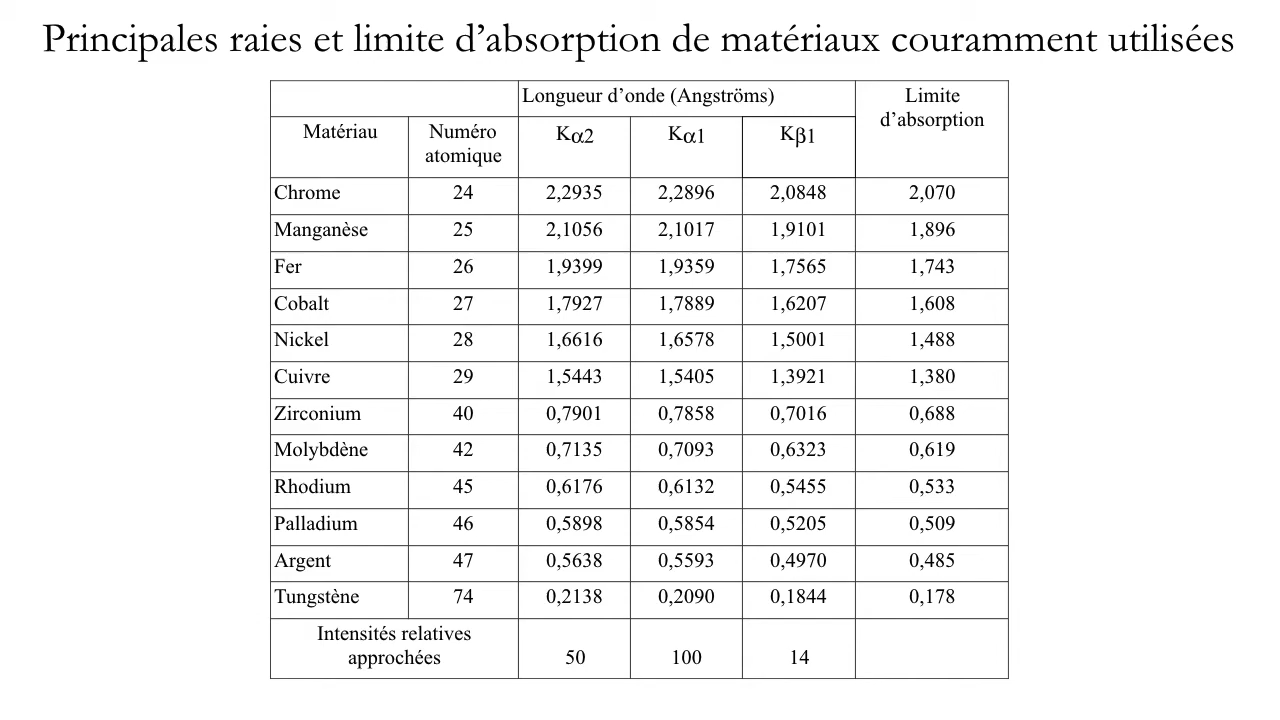 Principales raies et limite d’absorption de matériaux couramment utilisées
Longueur d’onde (Angströms) Limite
d’absorption
Matériau Numéro
atomique Kα2 Kα1 Kβ1
Chrome 24 2,2935 2,2896 2,0848 2,070
Manganèse 25 2,1056 2,1017 1,9101 1,896
Fer 26 1,9399 1,9359 1,7565 1,743
Cobalt 27 1,7927 1,7889 1,6207 1,608
Nickel 28 1,6616 1,6578 1,5001 1,488
Cuivre 29 1,5443 1,5405 1,3921 1,380
Zirconium 40 0,7901 0,7858 0,7016 0,688
Molybdène 42 0,7135 0,7093 0,6323 0,619
Rhodium 45 0,6176 0,6132 0,5455 0,533
Palladium 46 0,5898 0,5854 0,5205 0,509
Argent 47 0,5638 0,5593 0,4970 0,485
Tungstène 74 0,2138 0,2090 0,1844 0,178
Intensités relatives
approchées 50 100 14